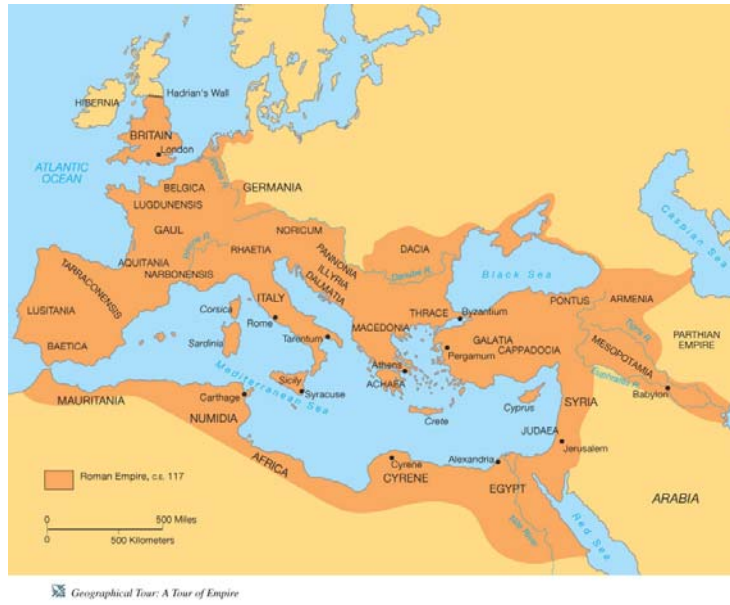 HIBERNIA
Hadrian's Wall
BRITAIN
London
ATLANTIC
OCEAN
BELGICA
GERMANIA
LUGDUNENSIS
GAUL
NORICUM
RHAETIA
AQUITANIA
NARBONENSIS
TARRACONENSIS
LUSITANIA
BAETICA
PANNONIA
ILLYRIA
DALMATIA
DACIA
Danube R.
Black Sea
Caspian Sea
Corsica
ITALY
Rome
Sardinia
Tarentum
MACEDONIA
THRACE
Byzantium
PONTUS
ARMENIA
GALATIA
CAPPADOCIA
Pergamum
Athens
ACHAEA
Tigris R.
MESOPOTAMIA
PARTHIAN
EMPIRE
Euphrates R.
Babylon
Sicily
Syracuse
Mediterranean Sea
Crete
Cyprus
SYRIA
JUDAEA
Jerusalem
MAURITANIA
Carthage
NUMIDIA
AFRICA
Cyrene
CYRENE
Alexandria
EGYPT
Nile River
Red Sea
ARABIA
Roman Empire, C.E. 117
0 500 Miles
0 500 Kilometers
Geographical Tour: A Tour of Empire